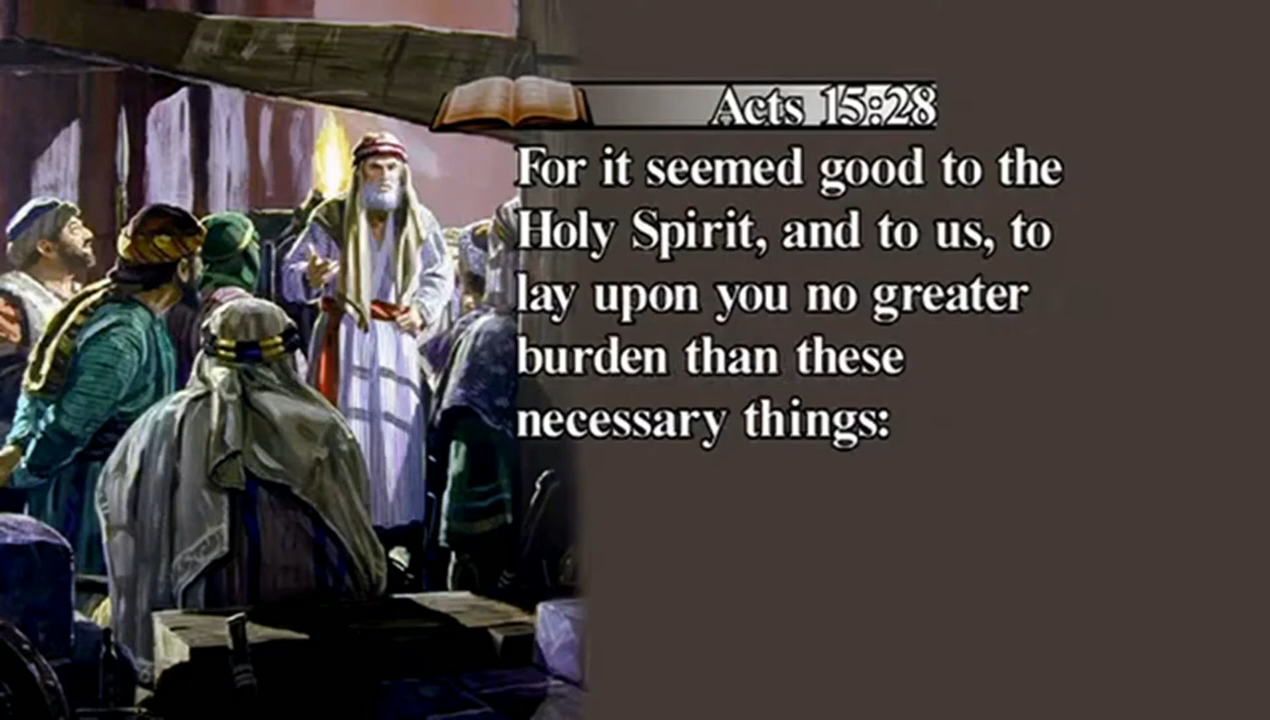 Acts 15:28
For it seemed good to the
Holy Spirit, and to us, to
lay upon you no greater
burden than these
necessary things: